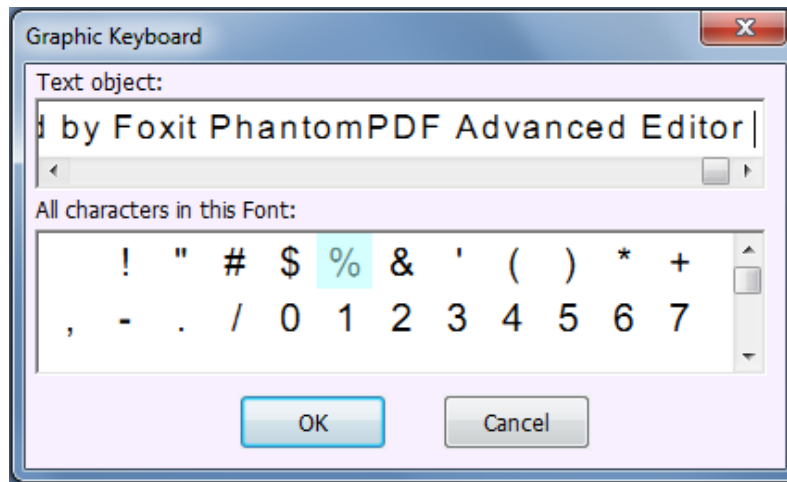 Graphic Keyboard
Text object:
by Foxit PhantomPDF Advanced Editor
All characters in this Font:
! " # $ % & ' ( ) * +
, - . / 0 1 2 3 4 5 6 7
OK Cancel